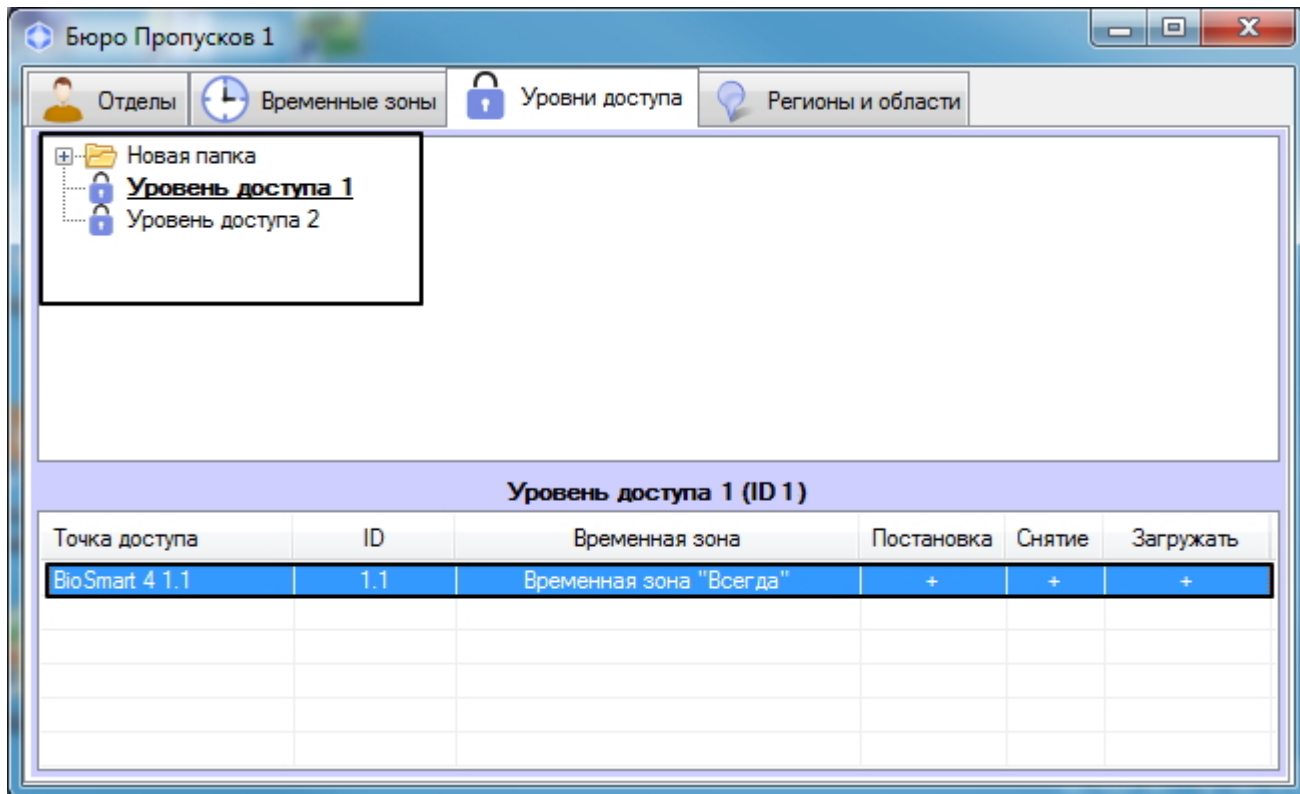 Бюро Пропусков 1
Отделы Временные зоны Уровни доступа Регионы и области
Новая папка
Уровень доступа 1
Уровень доступа 2
Уровень доступа 1 (ID 1)
Точка доступа ID Временная зона Постановка Снятие Загружать
BioSmart 4 1.1 1.1 Временная зона "Всегда" + + +